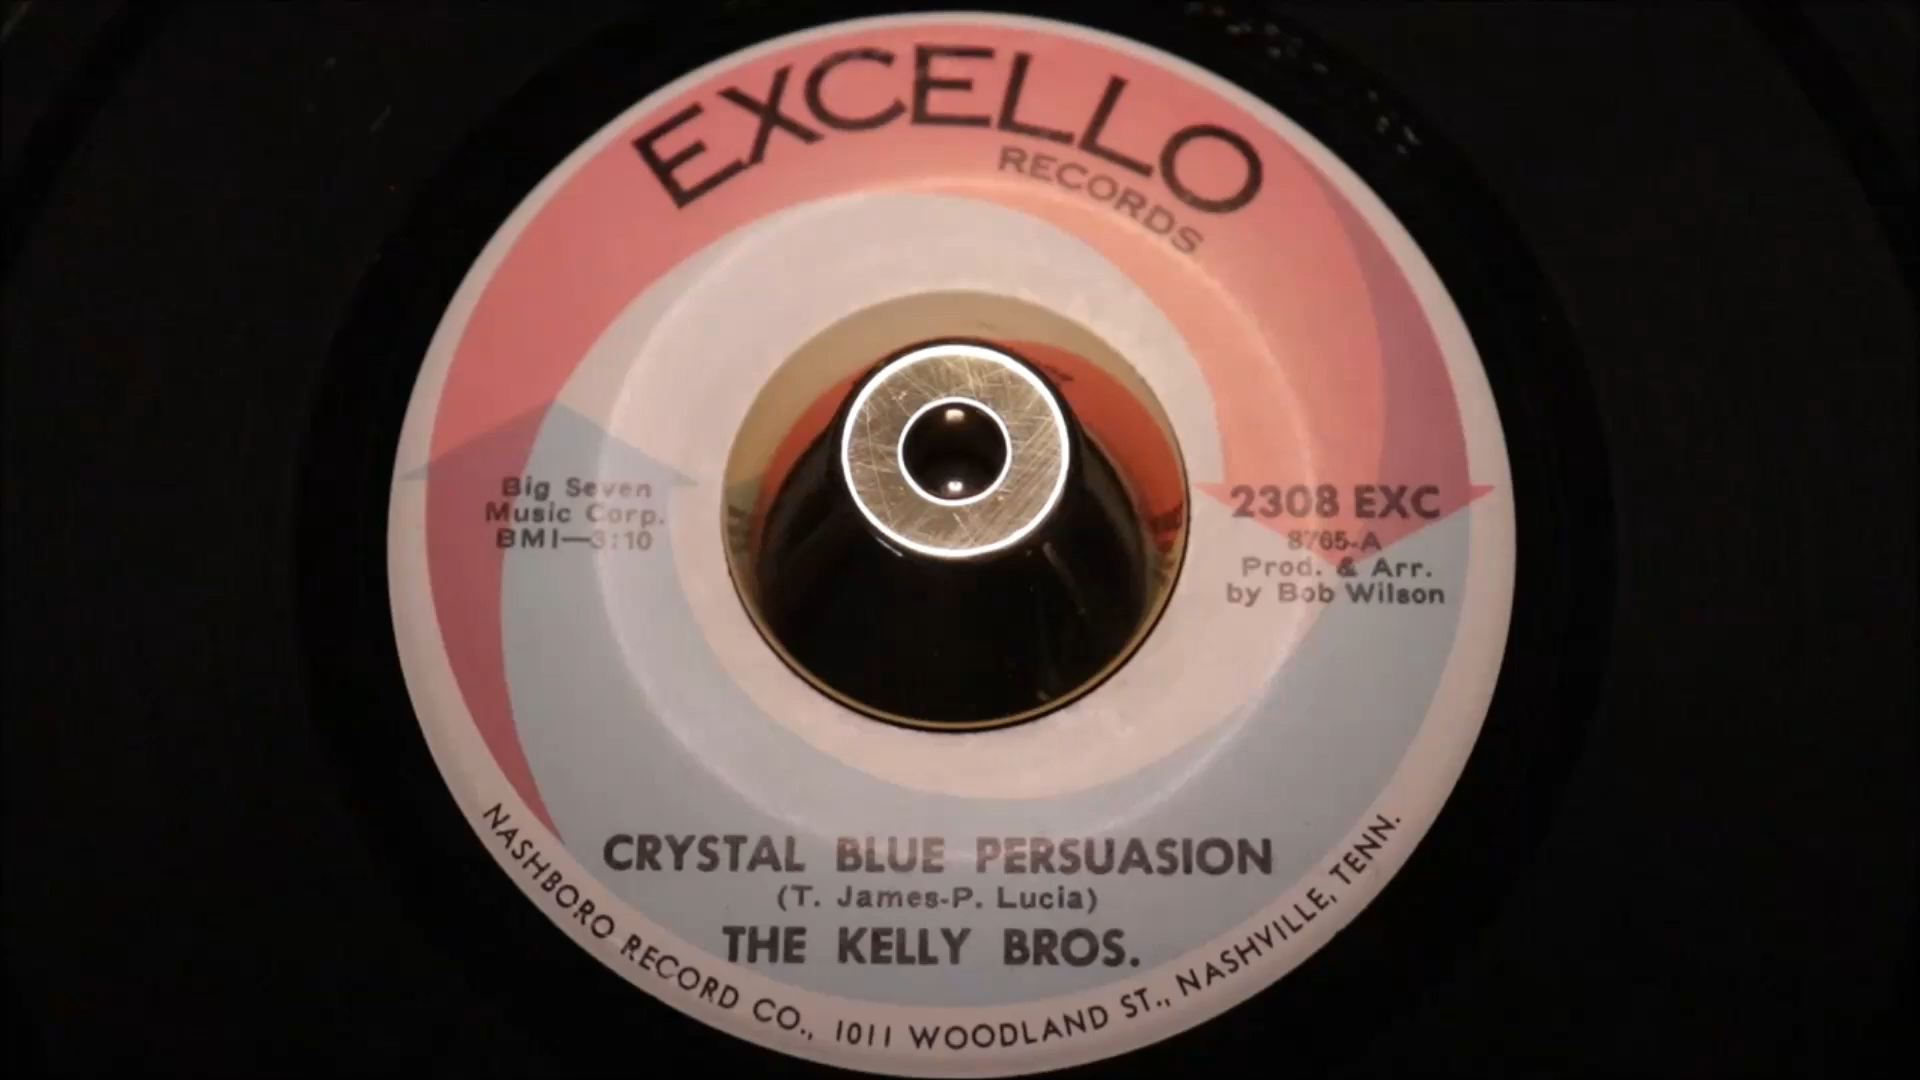 EXCELLO
RECORDS
Big Seven
Music Corp.
BMI—3:10
2308 EXC
8765-A
Prod. & Arr.
by Bob Wilson
CRYSTAL BLUE PERSUASION
(T. James-P. Lucia)
THE KELLY BROS.
NASHBORO RECORD CO., 1011 WOODLAND ST., NASHVILLE, TENN.